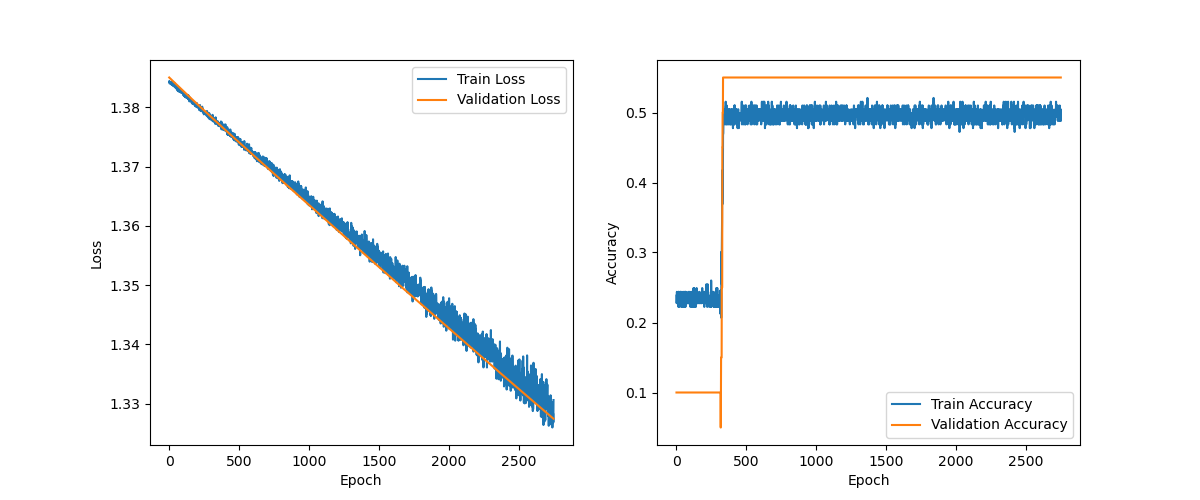 Train Loss
Validation Loss
1.38
1.37
1.36
1.35
1.34
1.33
Loss
0 500 1000 1500 2000 2500
Epoch
0.5
0.4
0.3
0.2
0.1
Accuracy
Train Accuracy
Validation Accuracy
0 500 1000 1500 2000 2500
Epoch